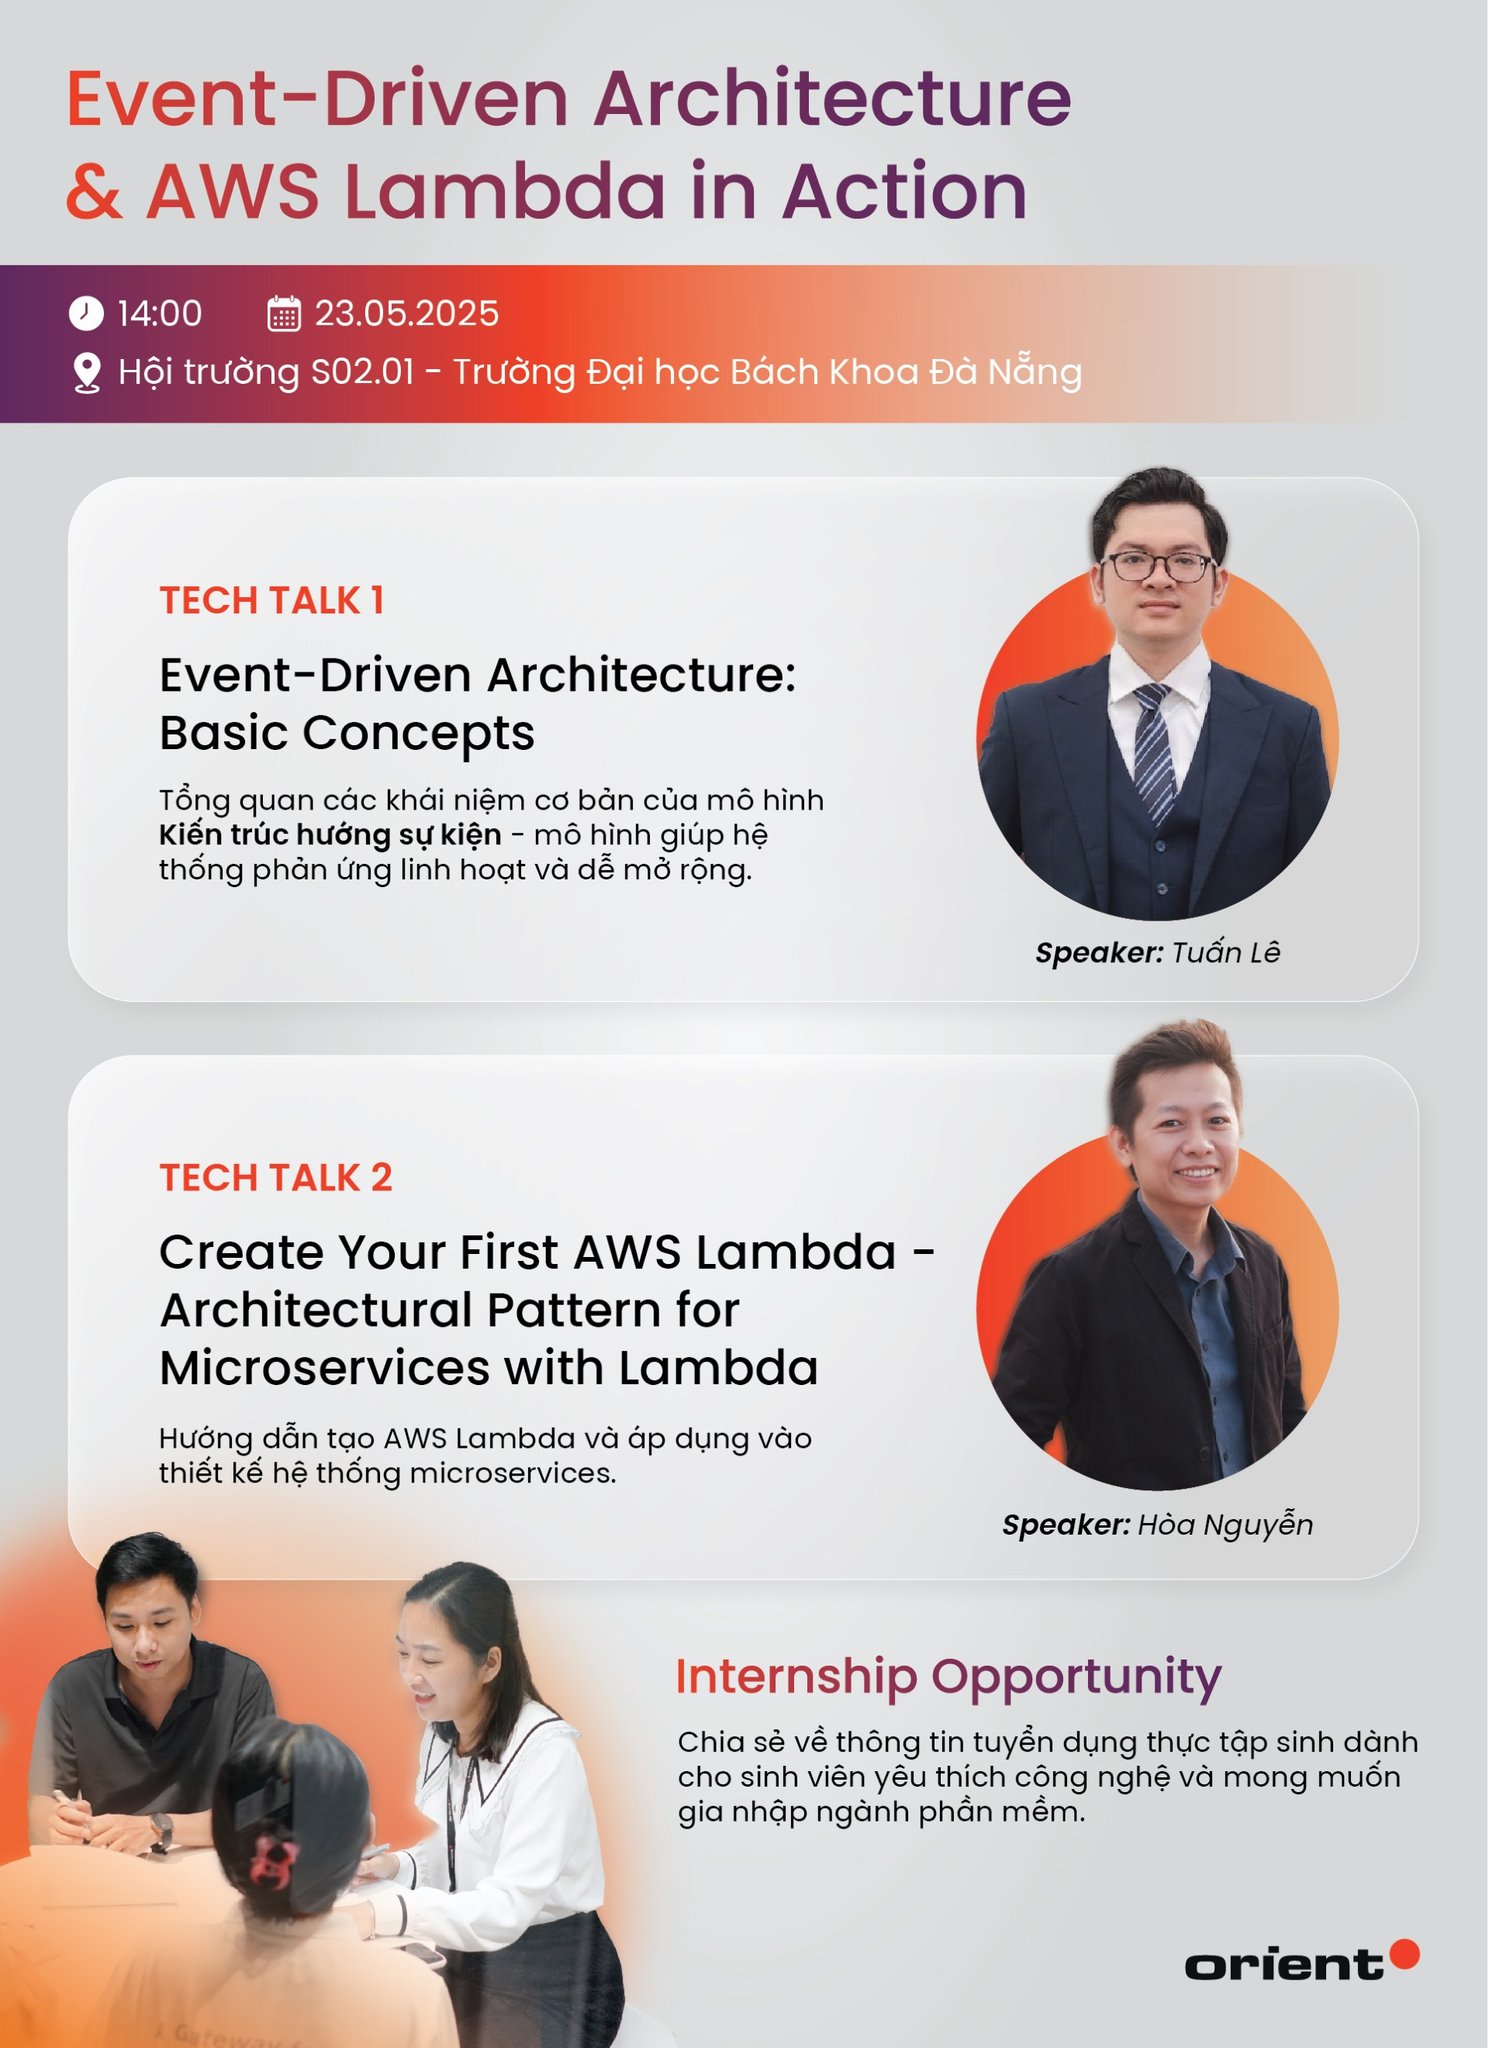 Event-Driven Architecture
& AWS Lambda in Action
14:00 23.05.2025
Hội trường S02.01 - Trường Đại học Bách Khoa Đà Nẵng
TECH TALK 1
Event-Driven Architecture:
Basic Concepts
Tổng quan các khái niệm cơ bản của mô hình
Kiến trúc hướng sự kiện - mô hình giúp hệ
thống phản ứng linh hoạt và dễ mở rộng.
Speaker: Tuấn Lê
TECH TALK 2
Create Your First AWS Lambda -
Architectural Pattern for
Microservices with Lambda
Hướng dẫn tạo AWS Lambda và áp dụng vào
thiết kế hệ thống microservices.
Speaker: Hòa Nguyễn
Internship Opportunity
Chia sẻ về thông tin tuyển dụng thực tập sinh dành
cho sinh viên yêu thích công nghệ và mong muốn
gia nhập ngành phần mềm.
orient
Gateway